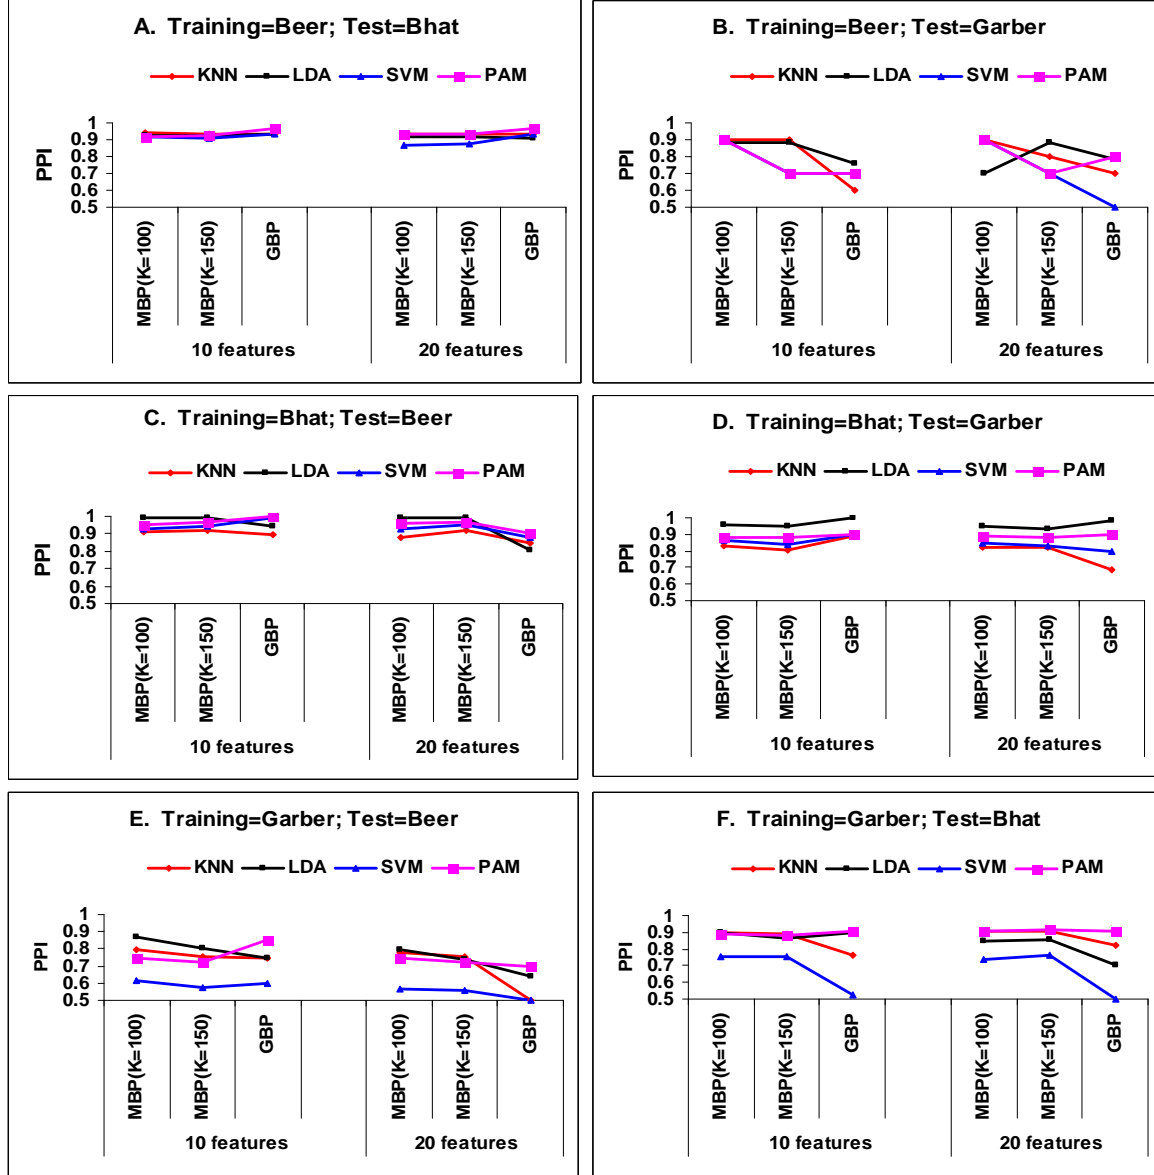 A. Training=Beer; Test=Bhat
KNN LDA SVM PAM
PPI
1
0.9
0.8
0.7
0.6
0.5
MBP(K=100)
MBP(K=150)
GBP
MBP(K=100)
MBP(K=150)
GBP
10 features 20 features
B. Training=Beer; Test=Garber
KNN LDA SVM PAM
PPI
1
0.9
0.8
0.7
0.6
0.5
MBP(K=100)
MBP(K=150)
GBP
MBP(K=100)
MBP(K=150)
GBP
10 features 20 features
C. Training=Bhat; Test=Beer
KNN LDA SVM PAM
PPI
1
0.9
0.8
0.7
0.6
0.5
MBP(K=100)
MBP(K=150)
GBP
MBP(K=100)
MBP(K=150)
GBP
10 features 20 features
D. Training=Bhat; Test=Garber
KNN LDA SVM PAM
PPI
1
0.9
0.8
0.7
0.6
0.5
MBP(K=100)
MBP(K=150)
GBP
MBP(K=100)
MBP(K=150)
GBP
10 features 20 features
E. Training=Garber; Test=Beer
KNN LDA SVM PAM
PPI
1
0.9
0.8
0.7
0.6
0.5
MBP(K=100)
MBP(K=150)
GBP
MBP(K=100)
MBP(K=150)
GBP
10 features 20 features
F. Training=Garber; Test=Bhat
KNN LDA SVM PAM
PPI
1
0.9
0.8
0.7
0.6
0.5
MBP(K=100)
MBP(K=150)
GBP
MBP(K=100)
MBP(K=150)
GBP
10 features 20 features